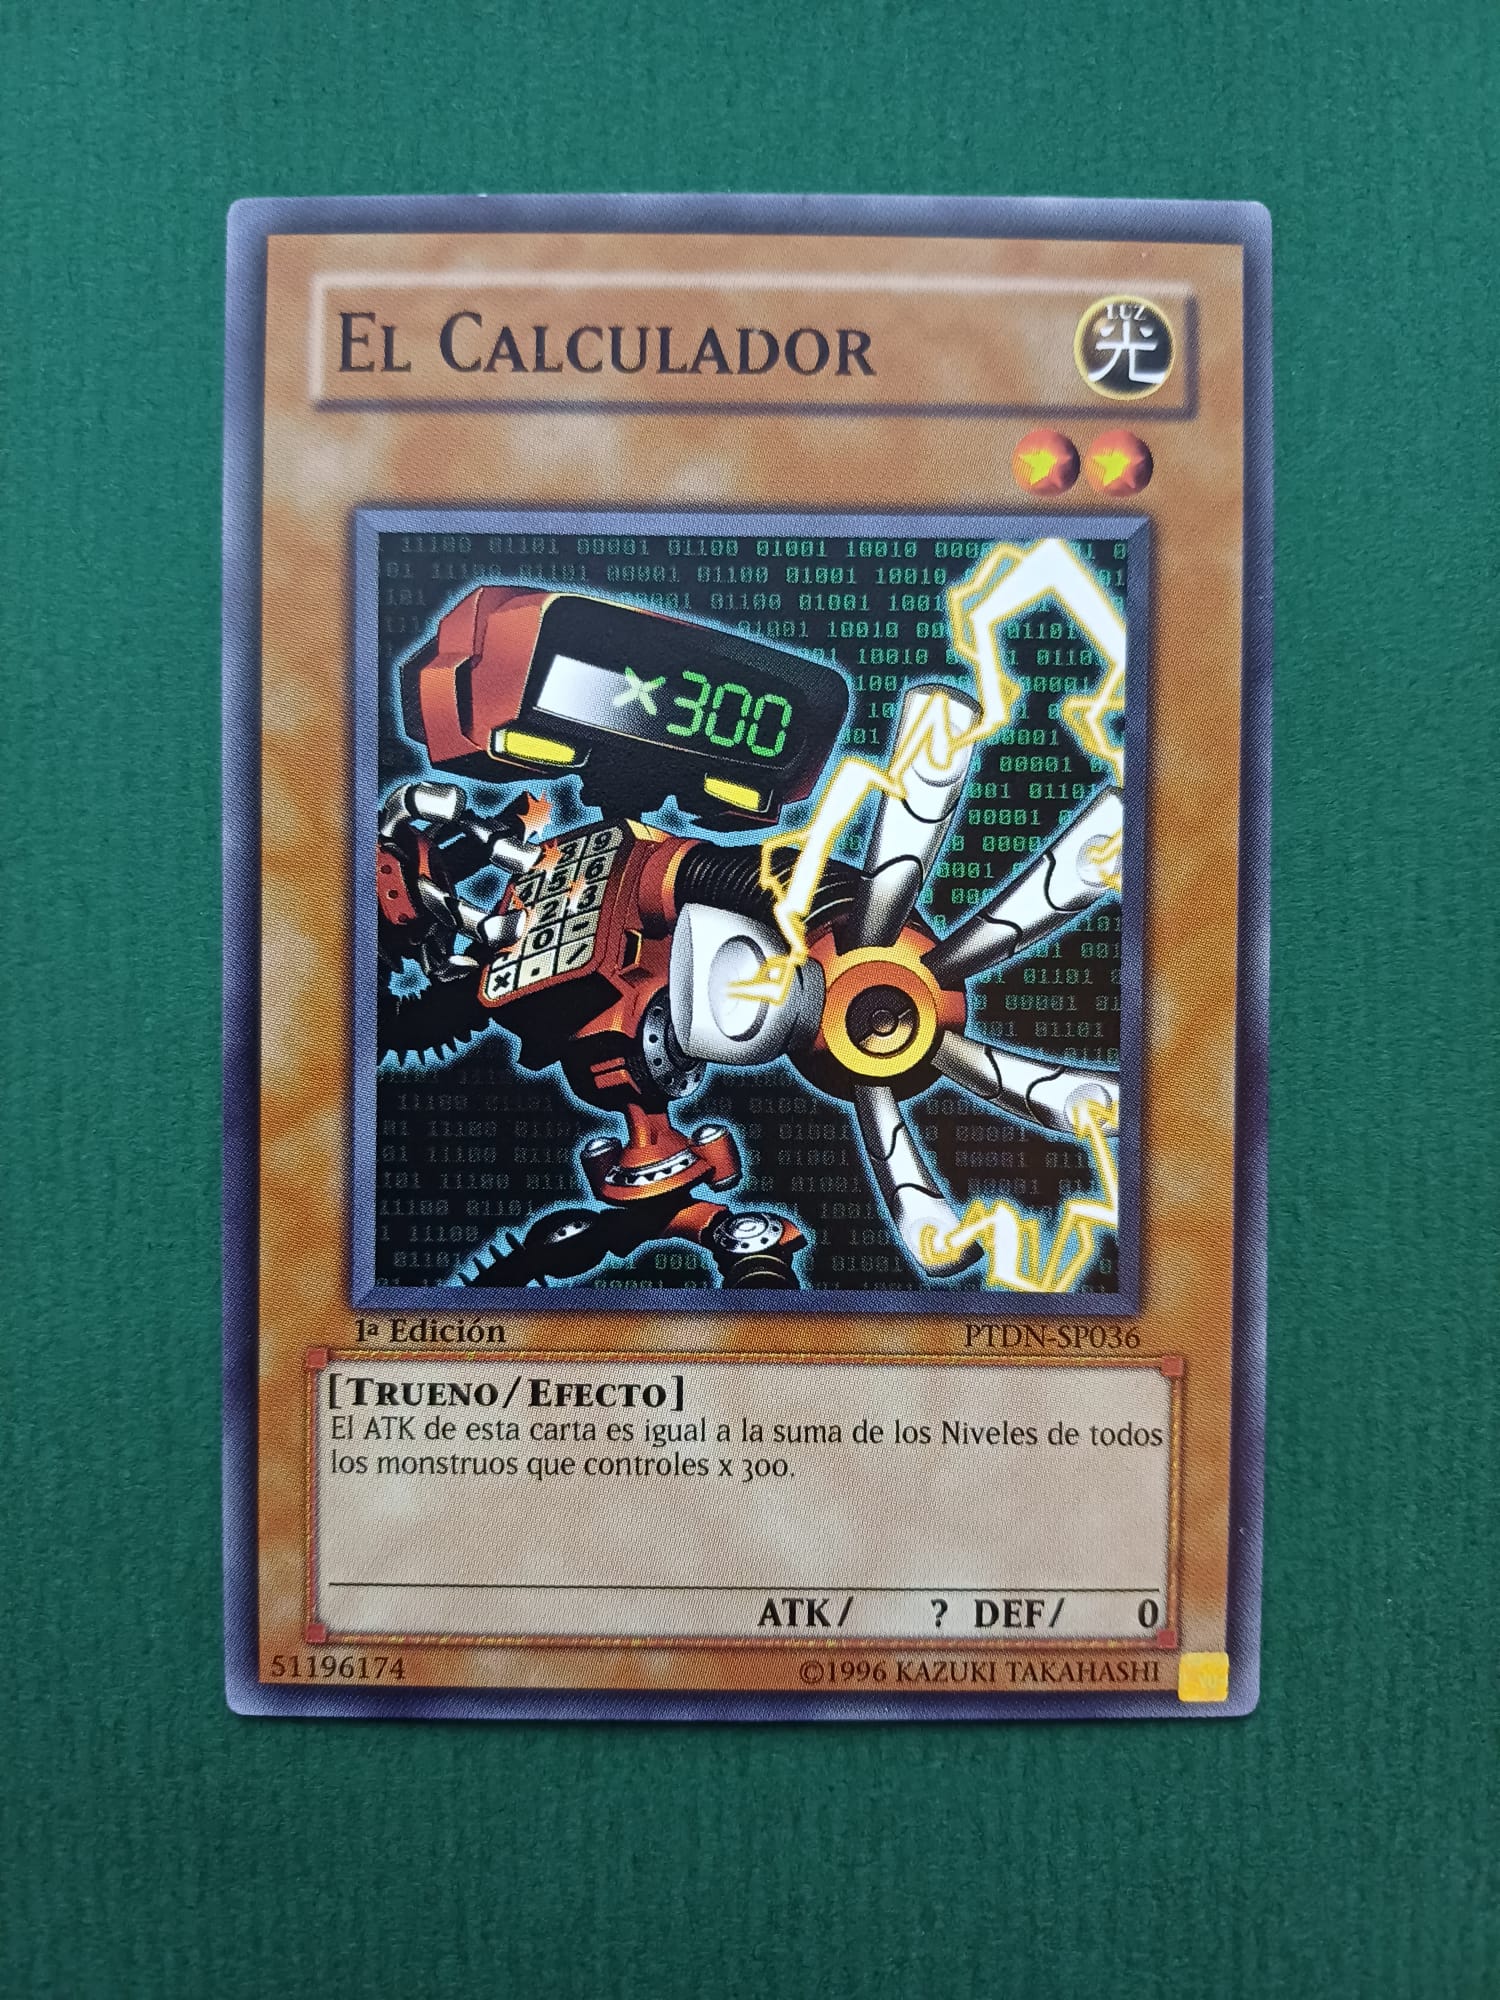 EL CALCULADOR
LUZ
光
x300
1ª Edición
PTDN-SP036
[TRUENO/EFECTO]
El ATK de esta carta es igual a la suma de los Niveles de todos
los monstruos que controles x 300.
ATK/ ? DEF/ 0
51196174
©1996 KAZUKI TAKAHASHI